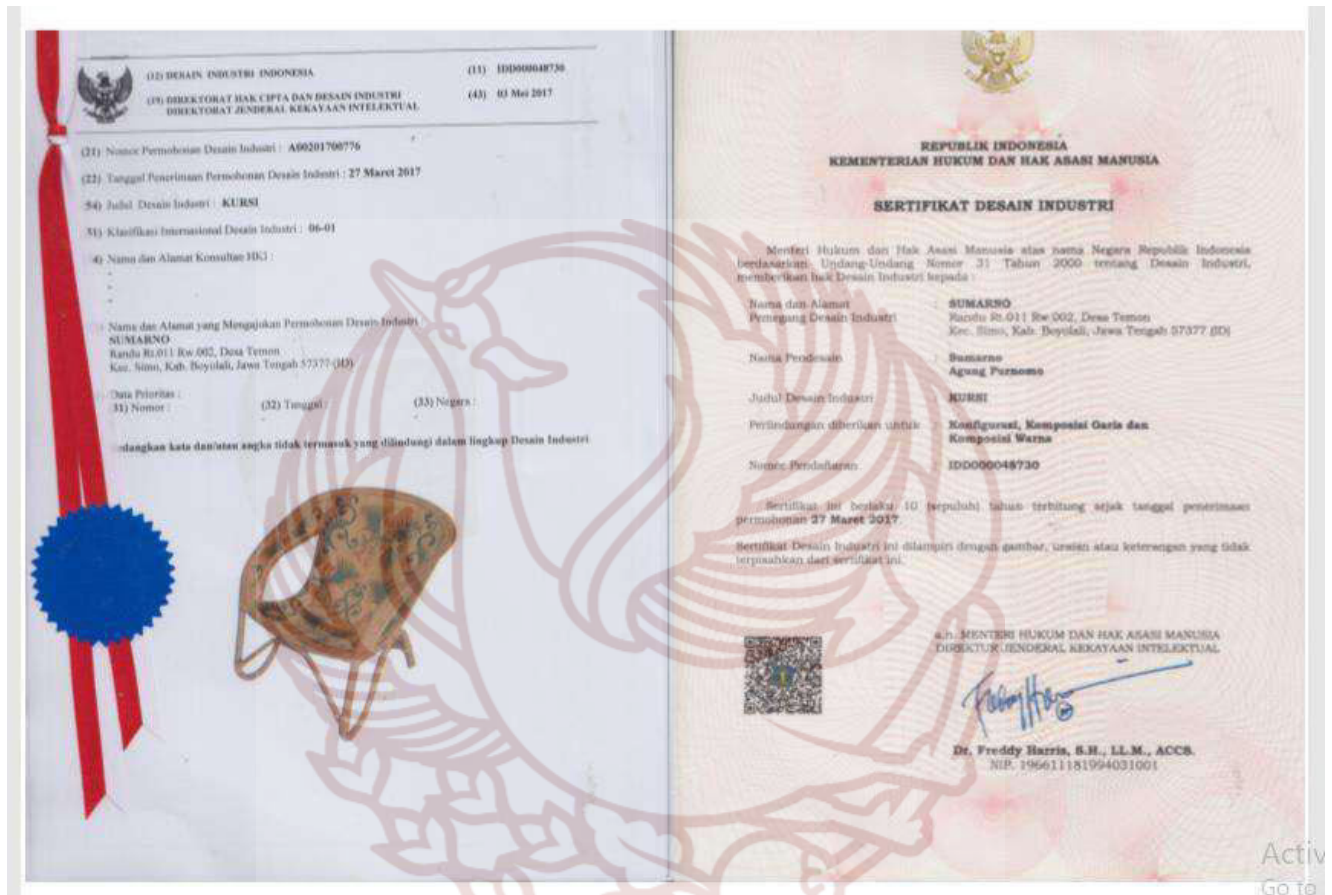 (12) DESAIN INDUSTRI INDONESIA
(11) IDD000048730
(19) DIREKTORAT HAK CIPTA DAN DESAIN INDUSTRI
DIREKTORAT JENDERAL KEKAYAAN INTELEKTUAL
(43) 03 Mei 2017
(21) Nomor Permohonan Desain Industri : A00201700776
(22) Tanggal Penerimaan Permohonan Desain Industri : 27 Maret 2017
54) Judul Desain Industri : KURSI
51) Klasifikasi Internasional Desain Industri : 06-01
4) Nama dan Alamat Konsultan HKI :
-
-
-
Nama dan Alamat yang Mengajukan Permohonan Desain Industri
SUMARNO
Randu Rt.011 Rw 002, Desa Temon
Kec. Simo, Kab. Boyolali, Jawa Tengah 57377 (ID)
Data Prioritas :
31) Nomor :
(32) Tanggal :
(33) Negara :
edangkan kata dan/atau angka tidak termasuk yang dilindungi dalam lingkup Desain Industri
REPUBLIK INDONESIA
KEMENTERIAN HUKUM DAN HAK ASASI MANUSIA
SERTIFIKAT DESAIN INDUSTRI
Menteri Hukum dan Hak Asasi Manusia atas nama Negara Republik Indonesia
berdasarkan Undang-Undang Nomor 31 Tahun 2000 tentang Desain Industri,
memberikan hak Desain Industri kepada :
Nama dan Alamat
Pemegang Desain Industri
: SUMARNO
Randu Rt.011 Rw 002, Desa Temon
Kec. Simo, Kab. Boyolali, Jawa Tengah 57377 (ID)
Nama Pendesain : Sumarno
Agung Purnomo
Judul Desain Industri : KURSI
Perlindungan diberikan untuk : Konfigurasi, Komposisi Garis dan
Komposisi Warna
Nomor Pendaftaran : IDD000048730
Sertifikat ini berlaku 10 (sepuluh) tahun terhitung sejak tanggal penerimaan
permohonan 27 Maret 2017.
Sertifikat Desain Industri ini dilampiri dengan gambar, uraian atau keterangan yang tidak
terpisahkan dari sertifikat ini.
a.n. MENTERI HUKUM DAN HAK ASASI MANUSIA
DIREKTUR JENDERAL KEKAYAAN INTELEKTUAL
Dr. Freddy Harris, S.H., LL.M., ACCS.
NIP. 196611181994031001
Activ
Go to